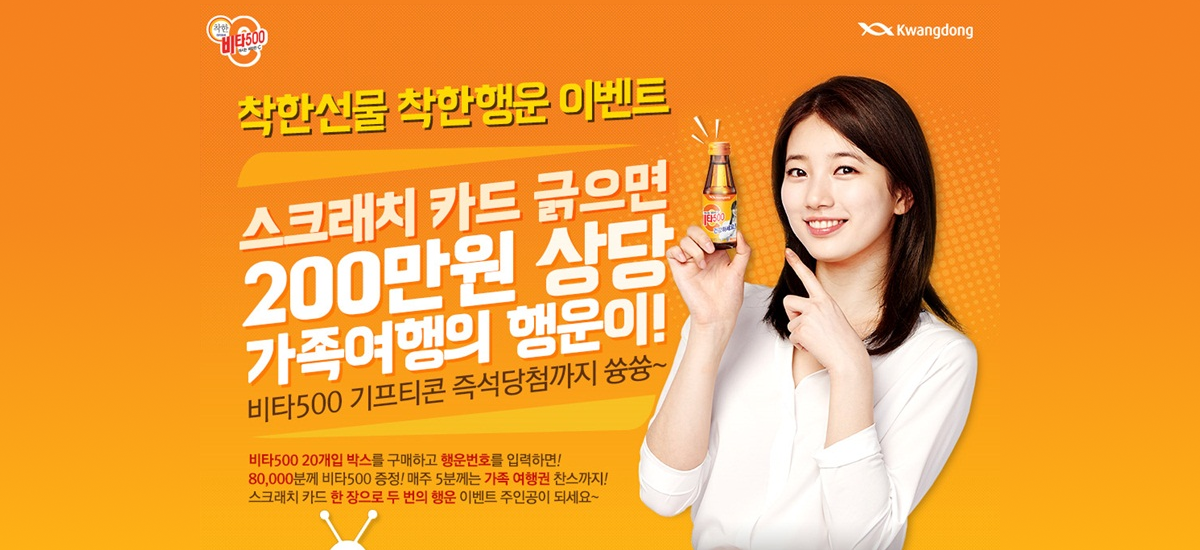 착한
비타500
Kwangdong
착한선물 착한행운 이벤트
스크래치 카드 긁으면
200만원 상당
가족여행의 행운이!
비타500 기프티콘 즉석당첨까지 쓩쓩~
비타500
비타500 20개입 박스를 구매하고 행운번호를 입력하면!
80,000분께 비타500 증정! 매주 5분께는 가족 여행권 찬스까지!
스크래치 카드 한 장으로 두 번의 행운 이벤트 주인공이 되세요~